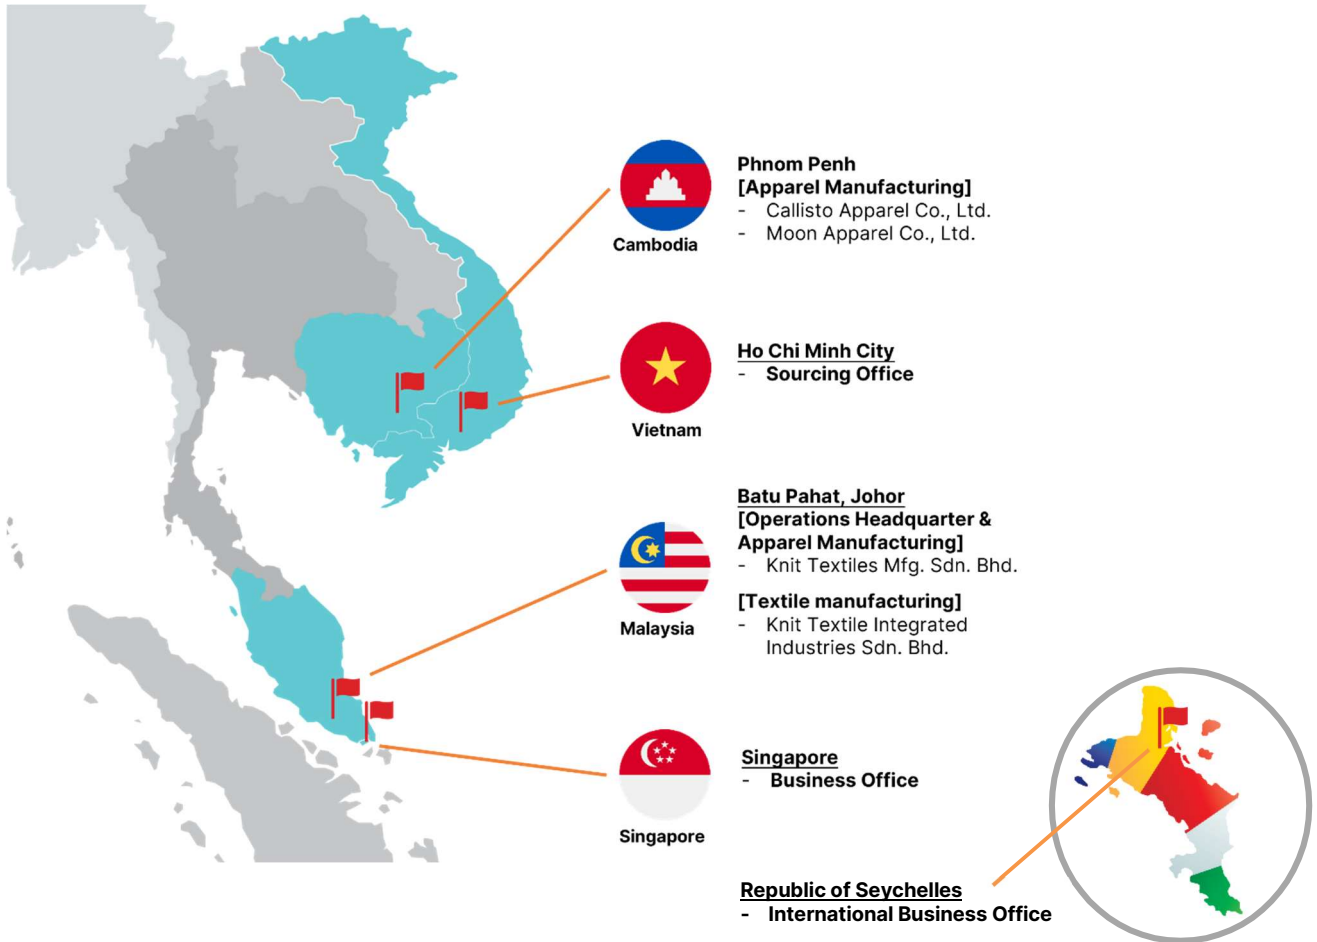 Phnom Penh
[Apparel Manufacturing]
- Callisto Apparel Co., Ltd.
- Moon Apparel Co., Ltd.
Cambodia
Ho Chi Minh City
- Sourcing Office
Vietnam
Batu Pahat, Johor
[Operations Headquarter &
Apparel Manufacturing]
- Knit Textiles Mfg. Sdn. Bhd.
[Textile manufacturing]
- Knit Textile Integrated
Industries Sdn. Bhd.
Malaysia
Singapore
- Business Office
Singapore
Republic of Seychelles
- International Business Office